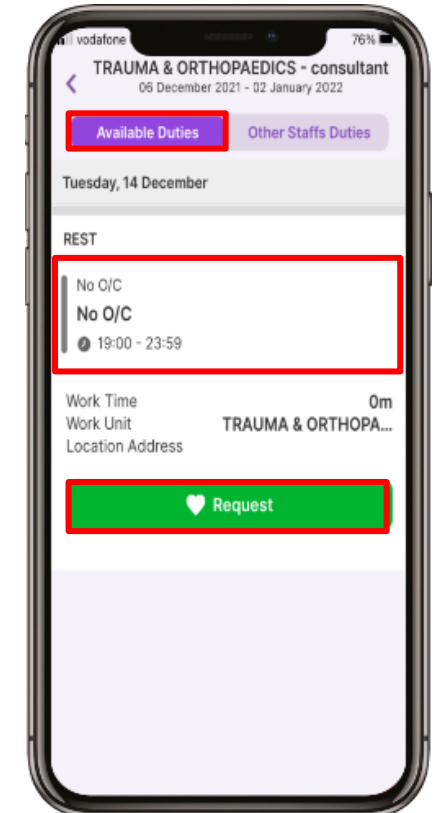 vodafone 76%
TRAUMA & ORTHOPAEDICS - consultant
06 December 2021 - 02 January 2022
Available Duties Other Staffs Duties
Tuesday, 14 December
REST
No O/C
No O/C
19:00 - 23:59
Work Time 0m
Work Unit TRAUMA & ORTHOPA...
Location Address
Request